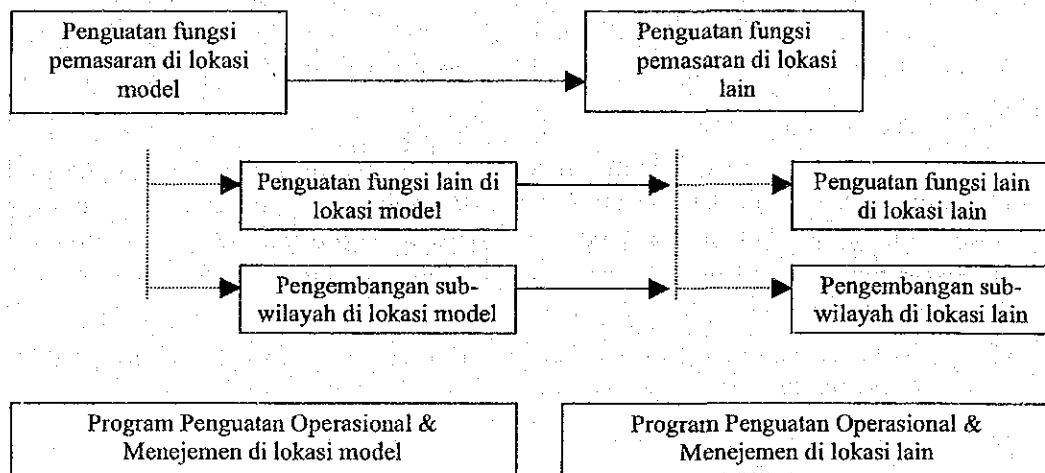 Penguatan fungsi
pemasaran di lokasi
model
Penguatan fungsi
pemasaran di lokasi
lain
Penguatan fungsi lain di
lokasi model
Penguatan fungsi lain
di lokasi lain
Pengembangan sub-
wilayah di lokasi model
Pengembangan sub-
wilayah di lokasi lain
Program Penguatan Operasional &
Menejemen di lokasi model
Program Penguatan Operasional &
Menejemen di lokasi lain